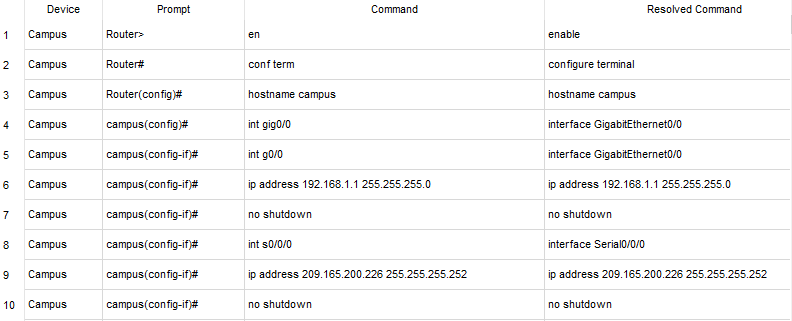 Device Prompt Command Resolved Command
1 Campus Router> en enable
2 Campus Router# conf term configure terminal
3 Campus Router(config)# hostname campus hostname campus
4 Campus campus(config)# int gig0/0 interface GigabitEthernet0/0
5 Campus campus(config-if)# int g0/0 interface GigabitEthernet0/0
6 Campus campus(config-if)# ip address 192.168.1.1 255.255.255.0 ip address 192.168.1.1 255.255.255.0
7 Campus campus(config-if)# no shutdown no shutdown
8 Campus campus(config-if)# int s0/0/0 interface Serial0/0/0
9 Campus campus(config-if)# ip address 209.165.200.226 255.255.255.252 ip address 209.165.200.226 255.255.255.252
10 Campus campus(config-if)# no shutdown no shutdown